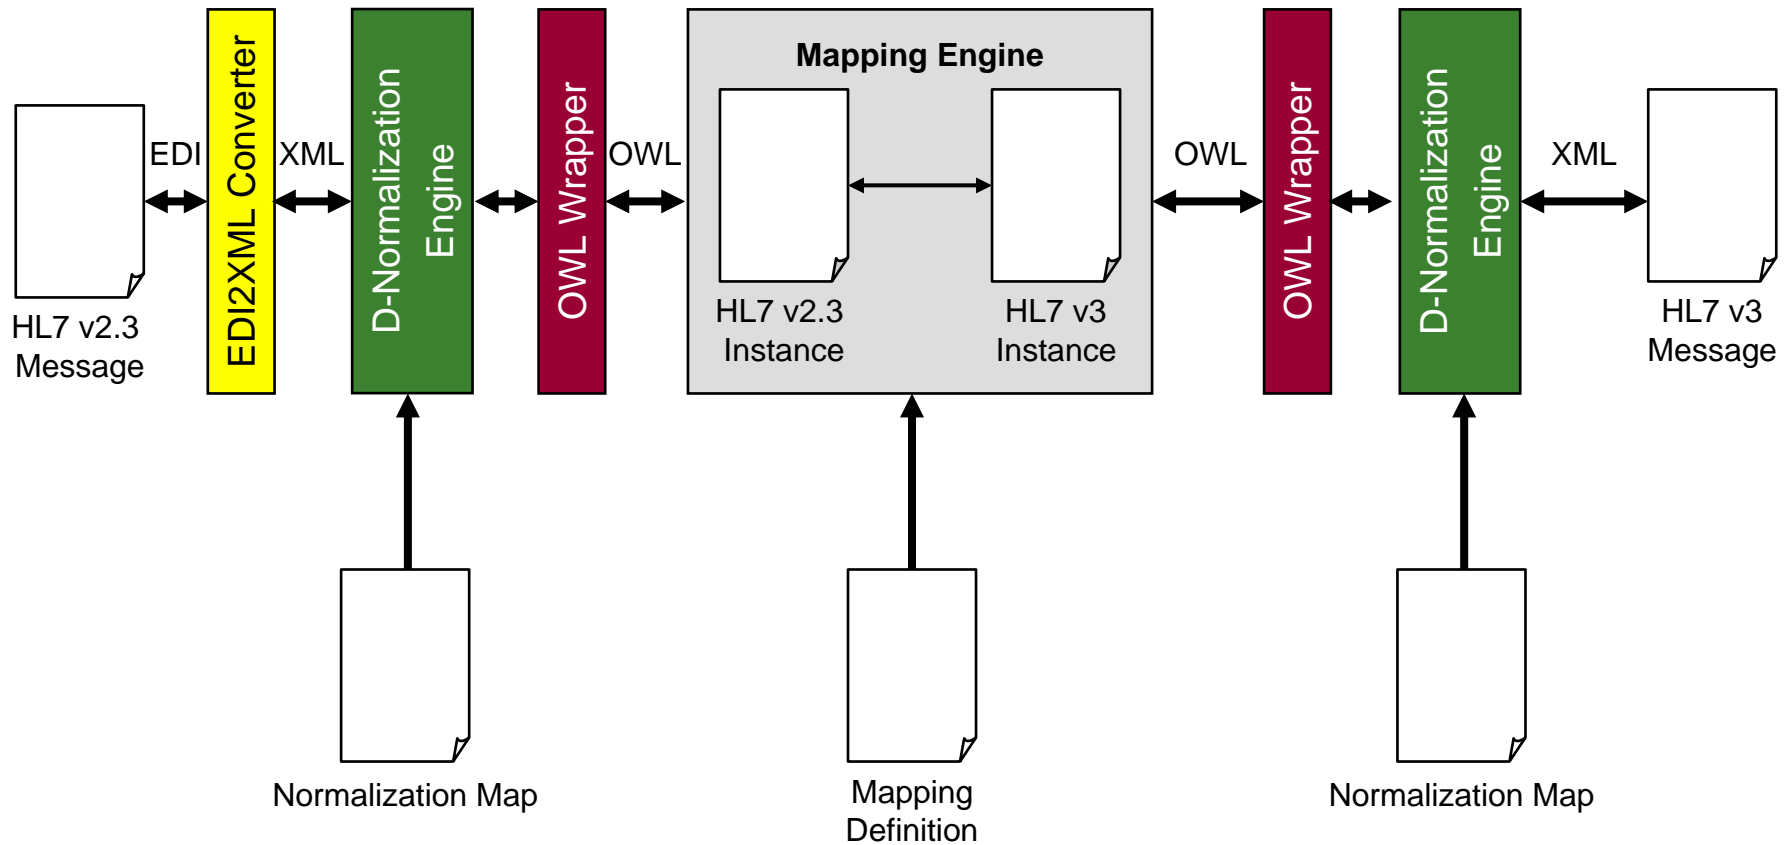 HL7 v2.3
Message
EDI
EDI2XML Converter
XML
D-Normalization
Engine
OWL Wrapper
OWL
Mapping Engine
HL7 v2.3
Instance
HL7 v3
Instance
OWL
OWL Wrapper
D-Normalization
Engine
XML
HL7 v3
Message
Normalization Map
Mapping
Definition
Normalization Map